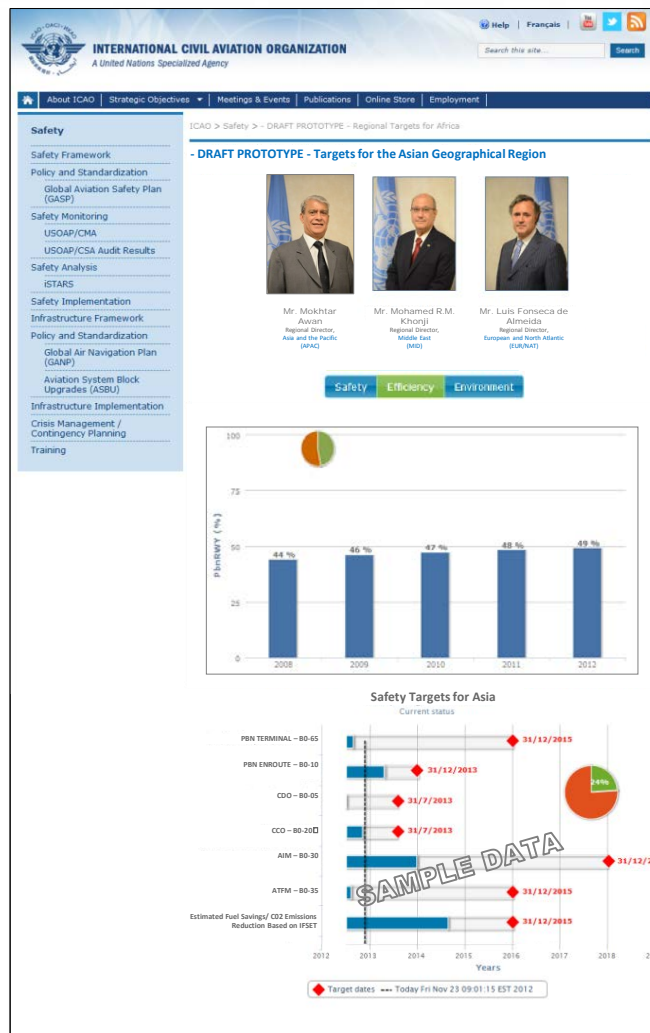 Help | Français |
You
Tube
INTERNATIONAL CIVIL AVIATION ORGANIZATION
A United Nations Specialized Agency
Search this site...
Search
About ICAO | Strategic Objectives | Meetings & Events | Publications | Online Store | Employment |
Safety
Safety Framework
Policy and Standardization
Global Aviation Safety Plan
(GASP)
Safety Monitoring
USOAP/CMA
USOAP/CSA Audit Results
Safety Analysis
iSTARS
Safety Implementation
Infrastructure Framework
Policy and Standardization
Global Air Navigation Plan
(GANP)
Aviation System Block
Upgrades (ASBU)
Infrastructure Implementation
Crisis Management /
Contingency Planning
Training
ICAO > Safety > - DRAFT PROTOTYPE - Regional Targets for Africa
- DRAFT PROTOTYPE - Targets for the Asian Geographical Region
Mr. Mokhtar
Awan
Regional Director,
Asia and the Pacific
(APAC)
Mr. Mohamed R.M.
Khonji
Regional Director,
Middle East
(MID)
Mr. Luis Fonseca de
Almeida
Regional Director,
European and North Atlantic
(EUR/NAT)
Safety Efficiency Environment
PbnRWY (%)
100
75
50
25
0
44 %
46 %
47 %
48 %
49 %
2008 2009 2010 2011 2012
Safety Targets for Asia
Current status
PBN TERMINAL – B0-65
31/12/2015
PBN ENROUTE – B0-10
31/12/2013
24%
CDO – B0-05
31/7/2013
CCO – B0-20
31/7/2013
AIM – B0-30
31/12/2
SAMPLE DATA
ATFM – B0-35
31/12/2015
Estimated Fuel Savings/ C02 Emissions
Reduction Based on IFSET
31/12/2015
2012 2013 2014 2015 2016 2017 2018 2
Years
Target dates --- Today Fri Nov 23 09:01:15 EST 2012